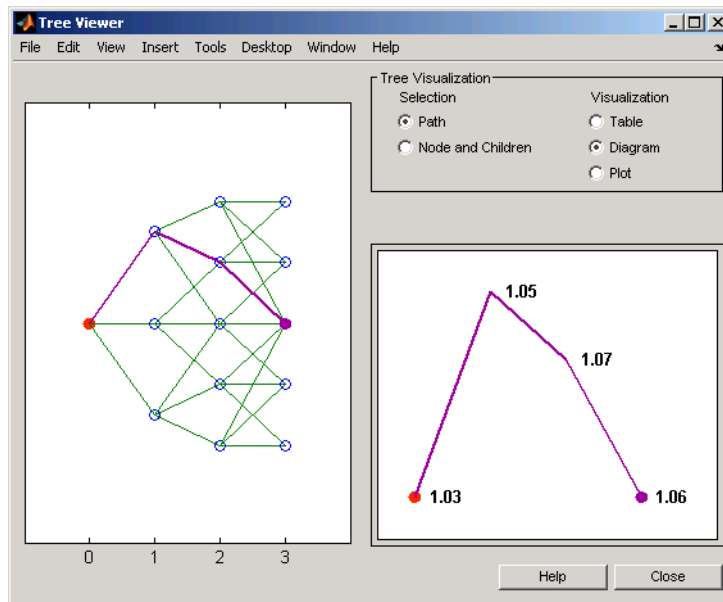 Tree Viewer
File Edit View Insert Tools Desktop Window Help
Tree Visualization
Selection Visualization
Path Table
Node and Children Diagram
Plot
1.05
1.07
1.03 1.06
0 1 2 3
Help Close